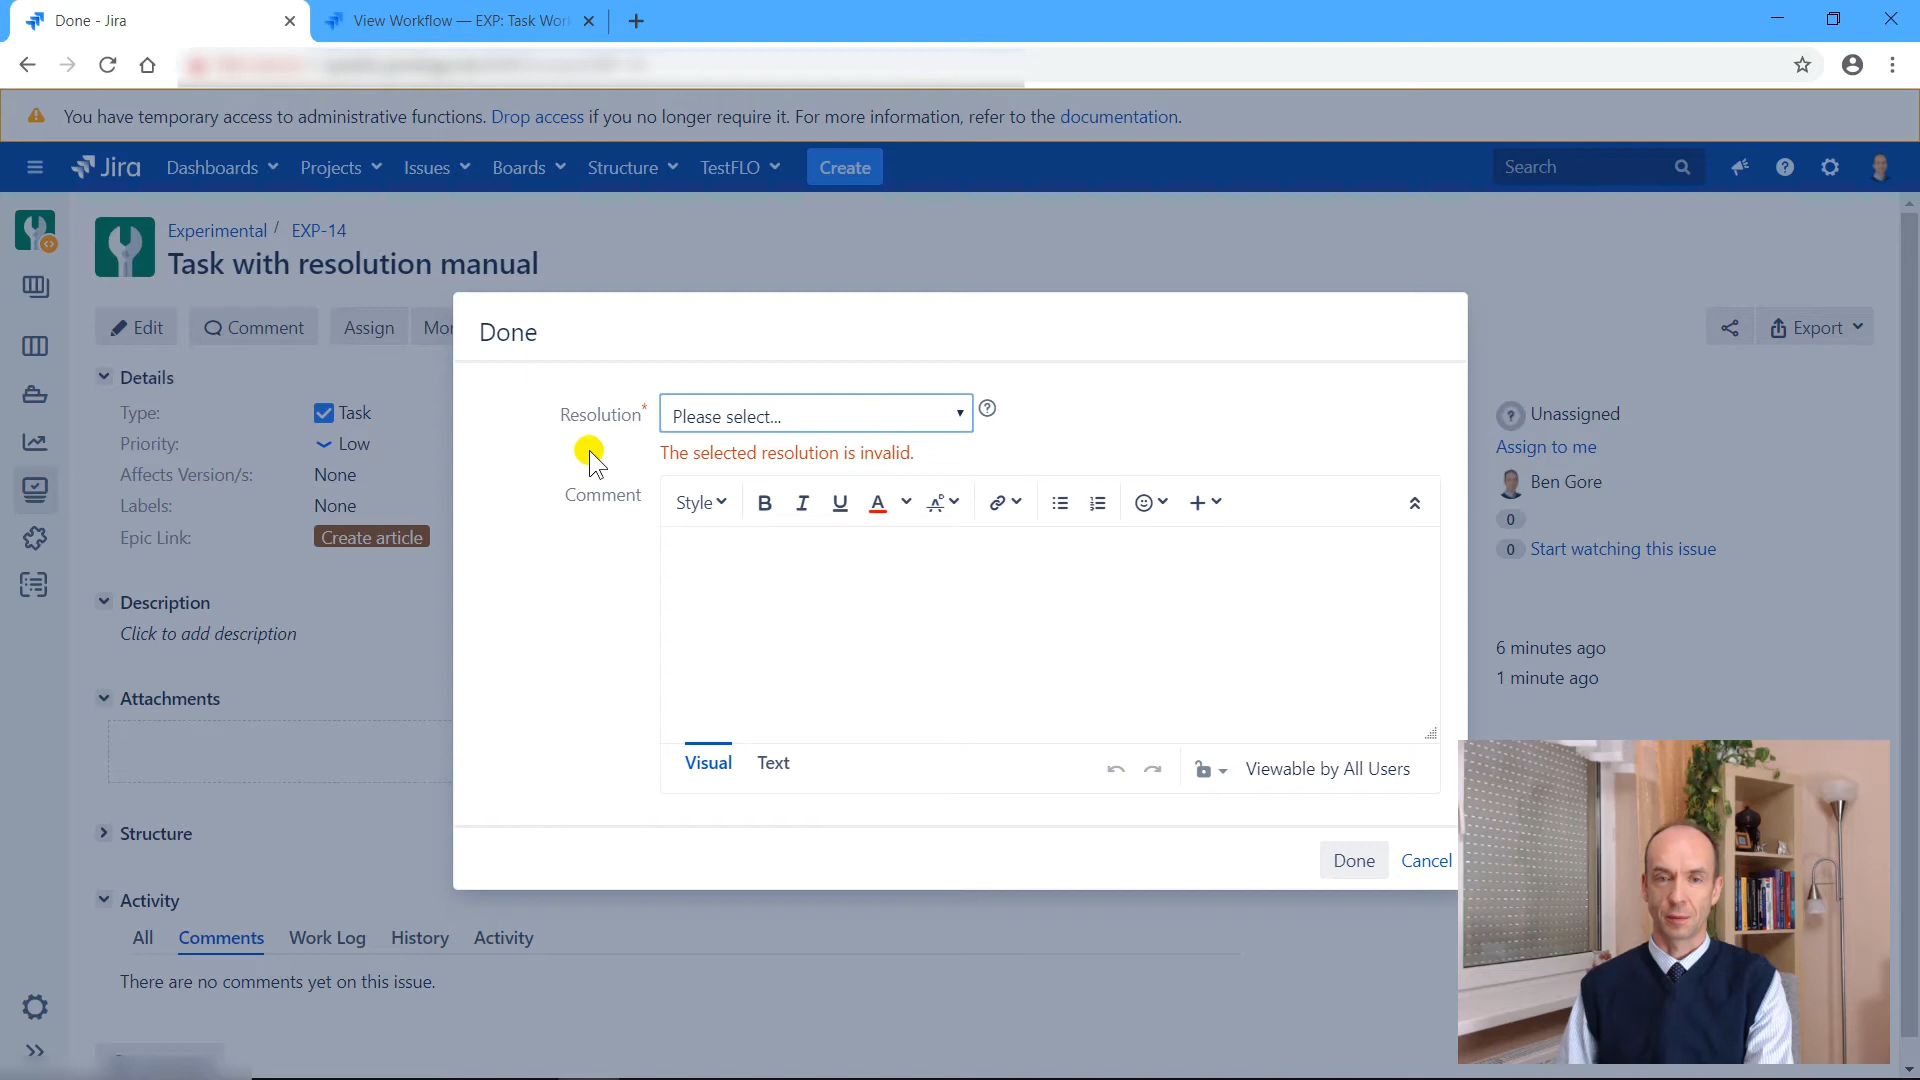 Done - Jira
View Workflow — EXP: Task Wor
You have temporary access to administrative functions. Drop access if you no longer require it. For more information, refer to the documentation.
Jira Dashboards Projects Issues Boards Structure TestFLO Create Search
Experimental / EXP-14
Task with resolution manual
Edit Comment Assign Mor Export
Done
Details
Type: Task
Priority: Low
Affects Version/s: None
Labels: None
Epic Link: Create article
Resolution* Please select...
The selected resolution is invalid.
Comment
Style B I U A
Visual Text
Viewable by All Users
Done Cancel
Unassigned
Assign to me
Ben Gore
0
0 Start watching this issue
6 minutes ago
1 minute ago
Description
Click to add description
Attachments
Structure
Activity
All Comments Work Log History Activity
There are no comments yet on this issue.